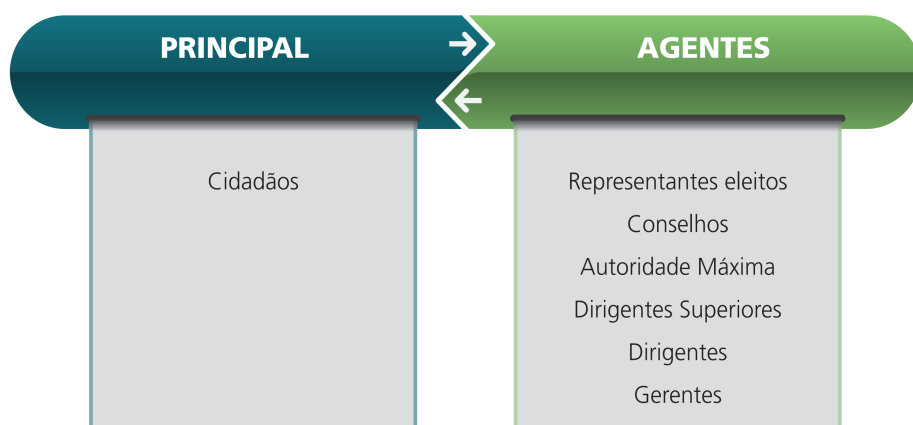 PRINCIPAL
AGENTES
Cidadãos
Representantes eleitos
Conselhos
Autoridade Máxima
Dirigentes Superiores
Dirigentes
Gerentes